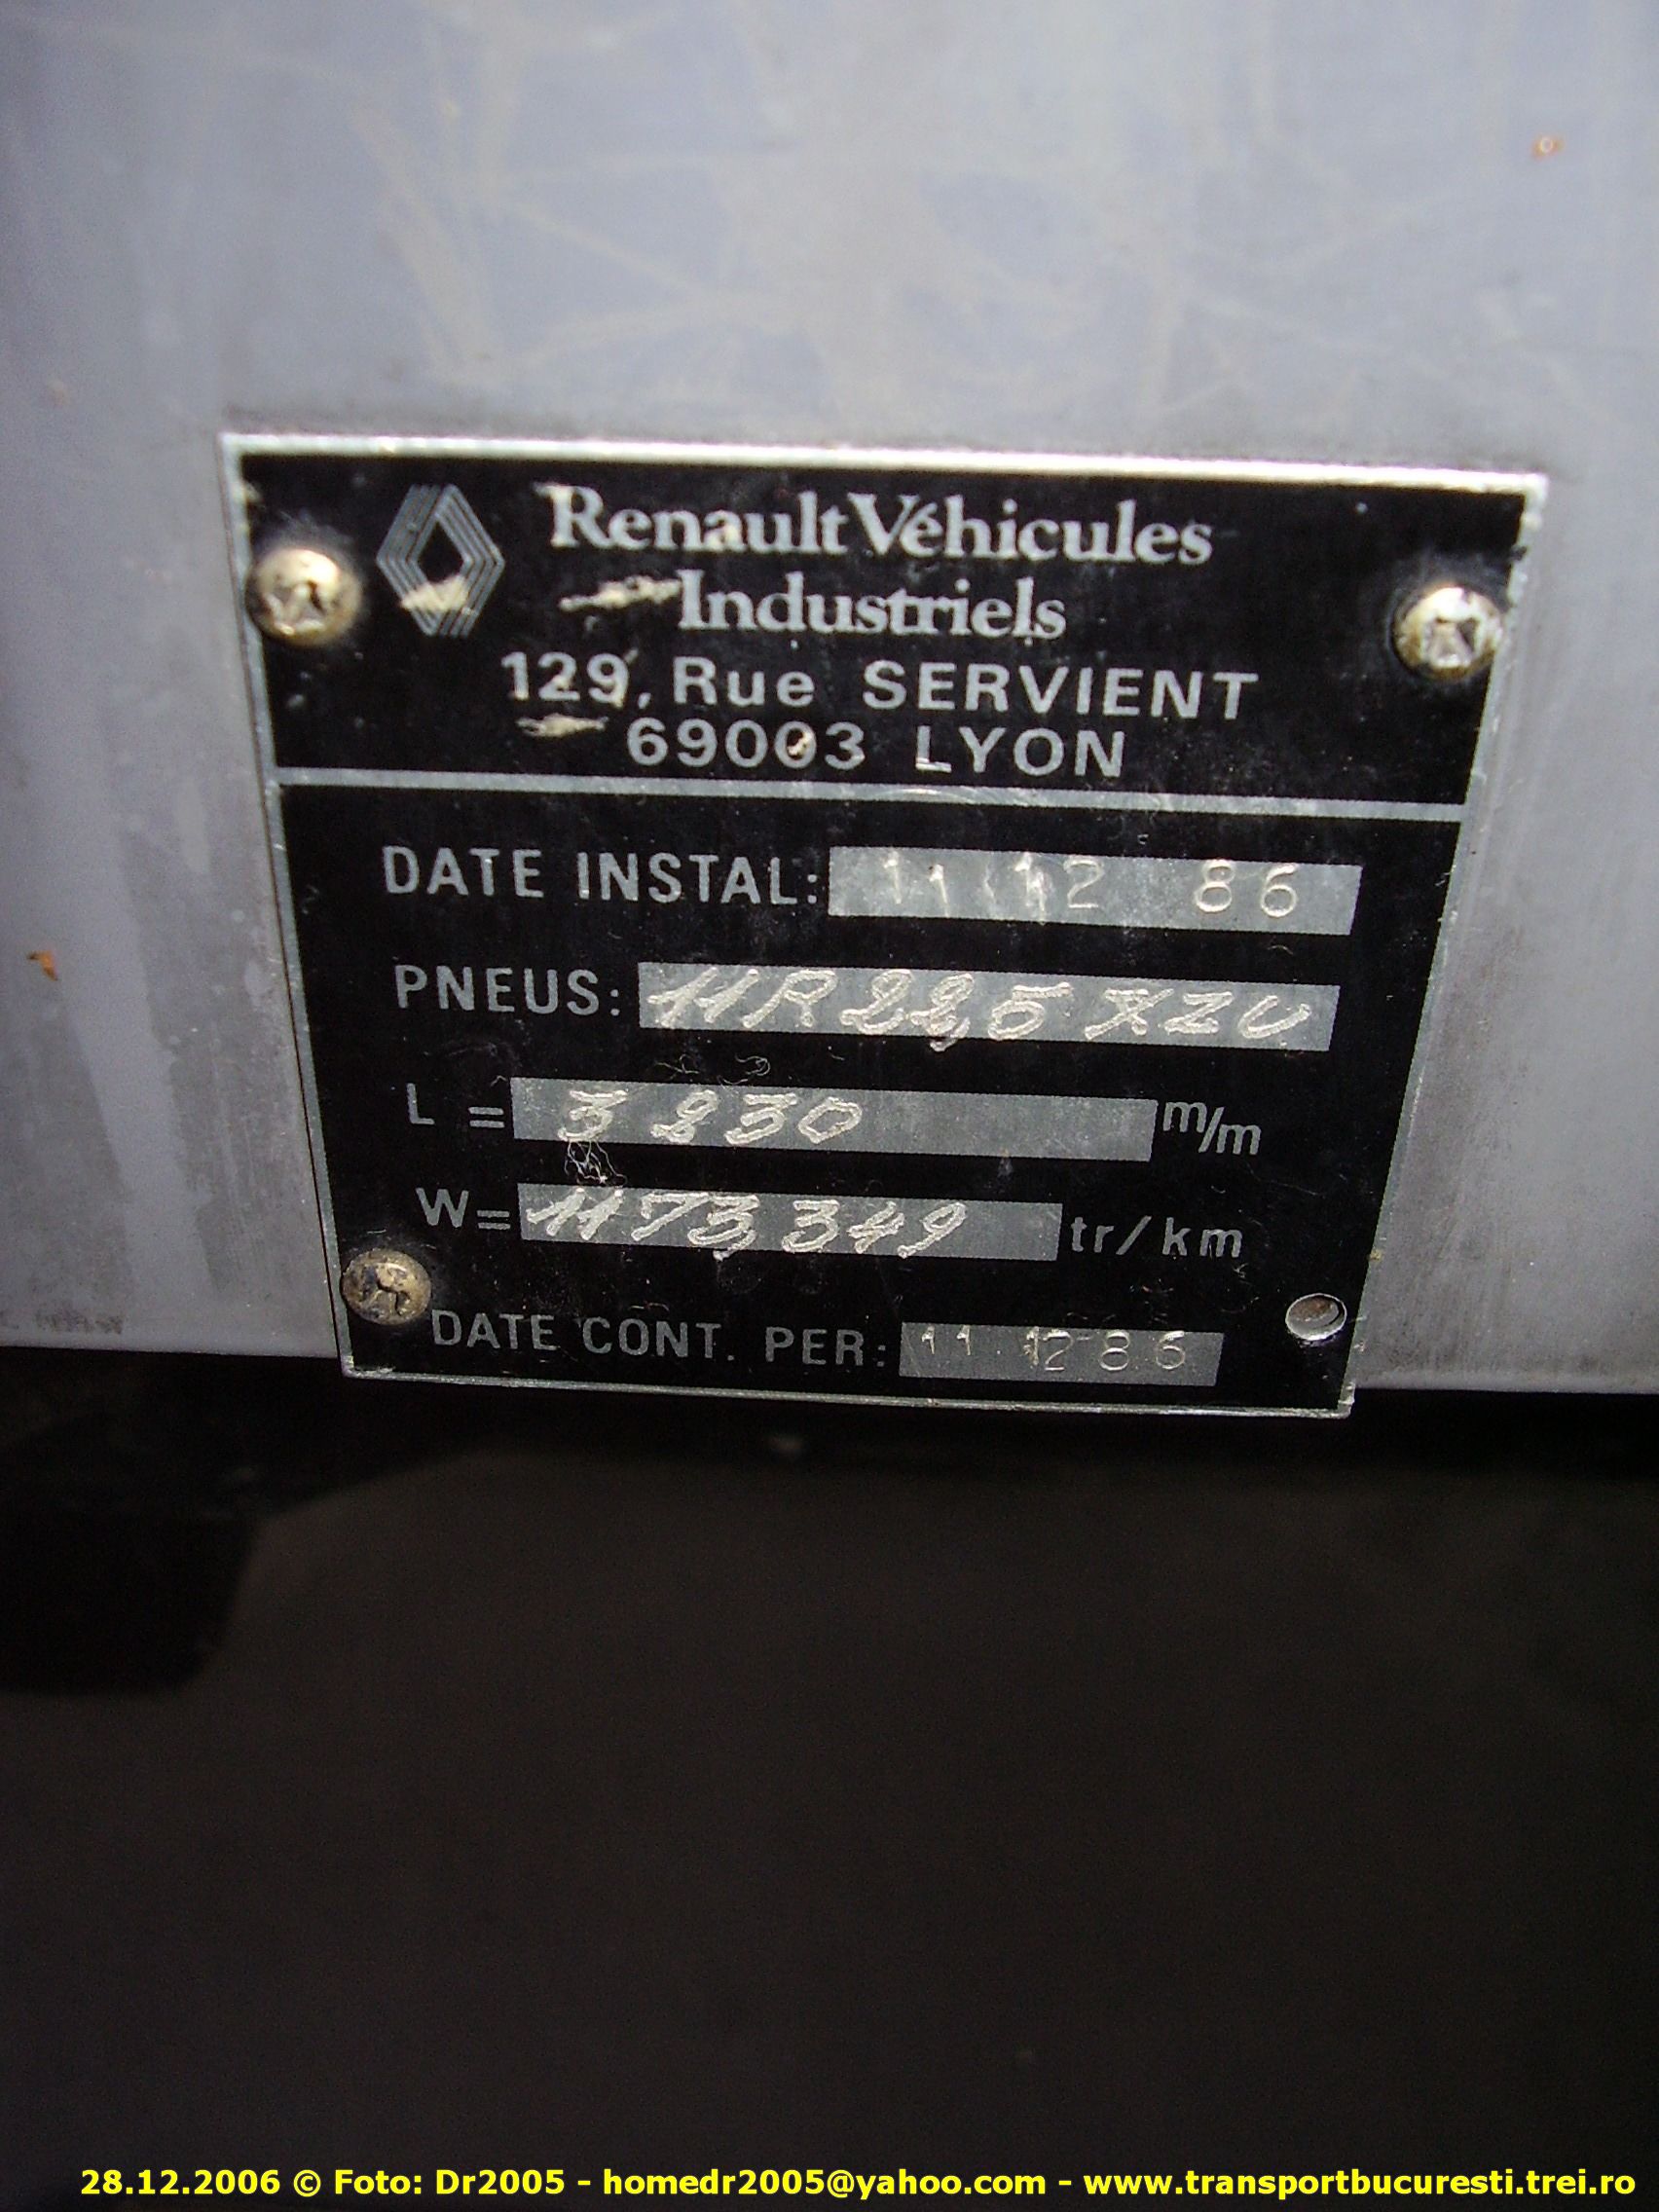 Renault Véhicules
Industriels
129, Rue SERVIENT
69003 LYON
DATE INSTAL: 11 12 86
PNEUS: 11R22,5 XZU
L = 3230 m/m
W= 1173,349 tr/km
DATE CONT. PER: 11 12 86
28.12.2006 © Foto: Dr2005 - homedr2005@yahoo.com - www.transportbucuresti.trei.ro